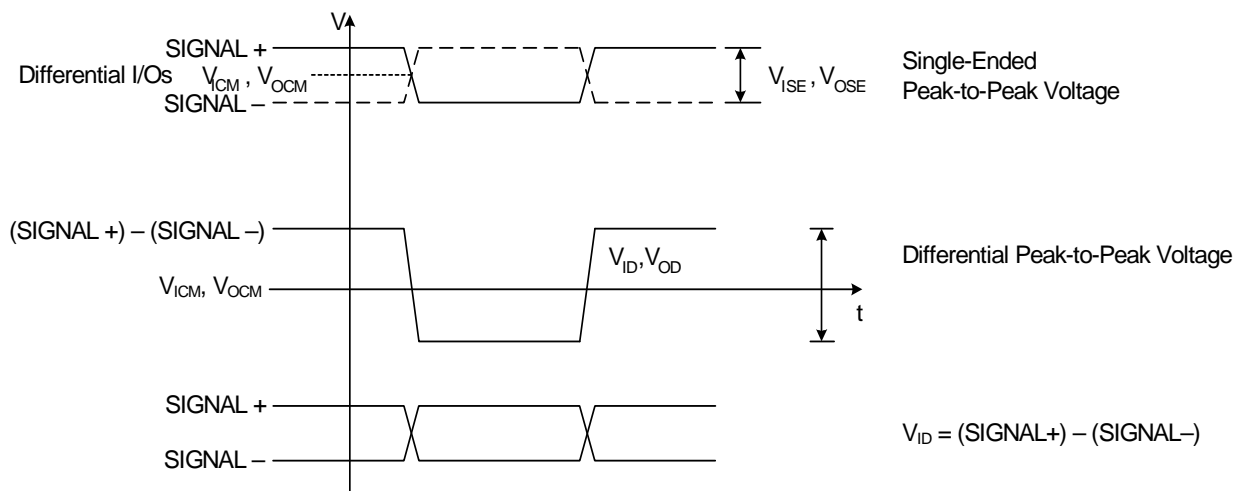 V
SIGNAL +
Differential I/Os
VICM , VOCM
SIGNAL –
VISE , VOSE
Single-Ended
Peak-to-Peak Voltage
(SIGNAL +) – (SIGNAL –)
VID, VOD
Differential Peak-to-Peak Voltage
VICM, VOCM
t
SIGNAL +
SIGNAL –
VID = (SIGNAL+) – (SIGNAL–)